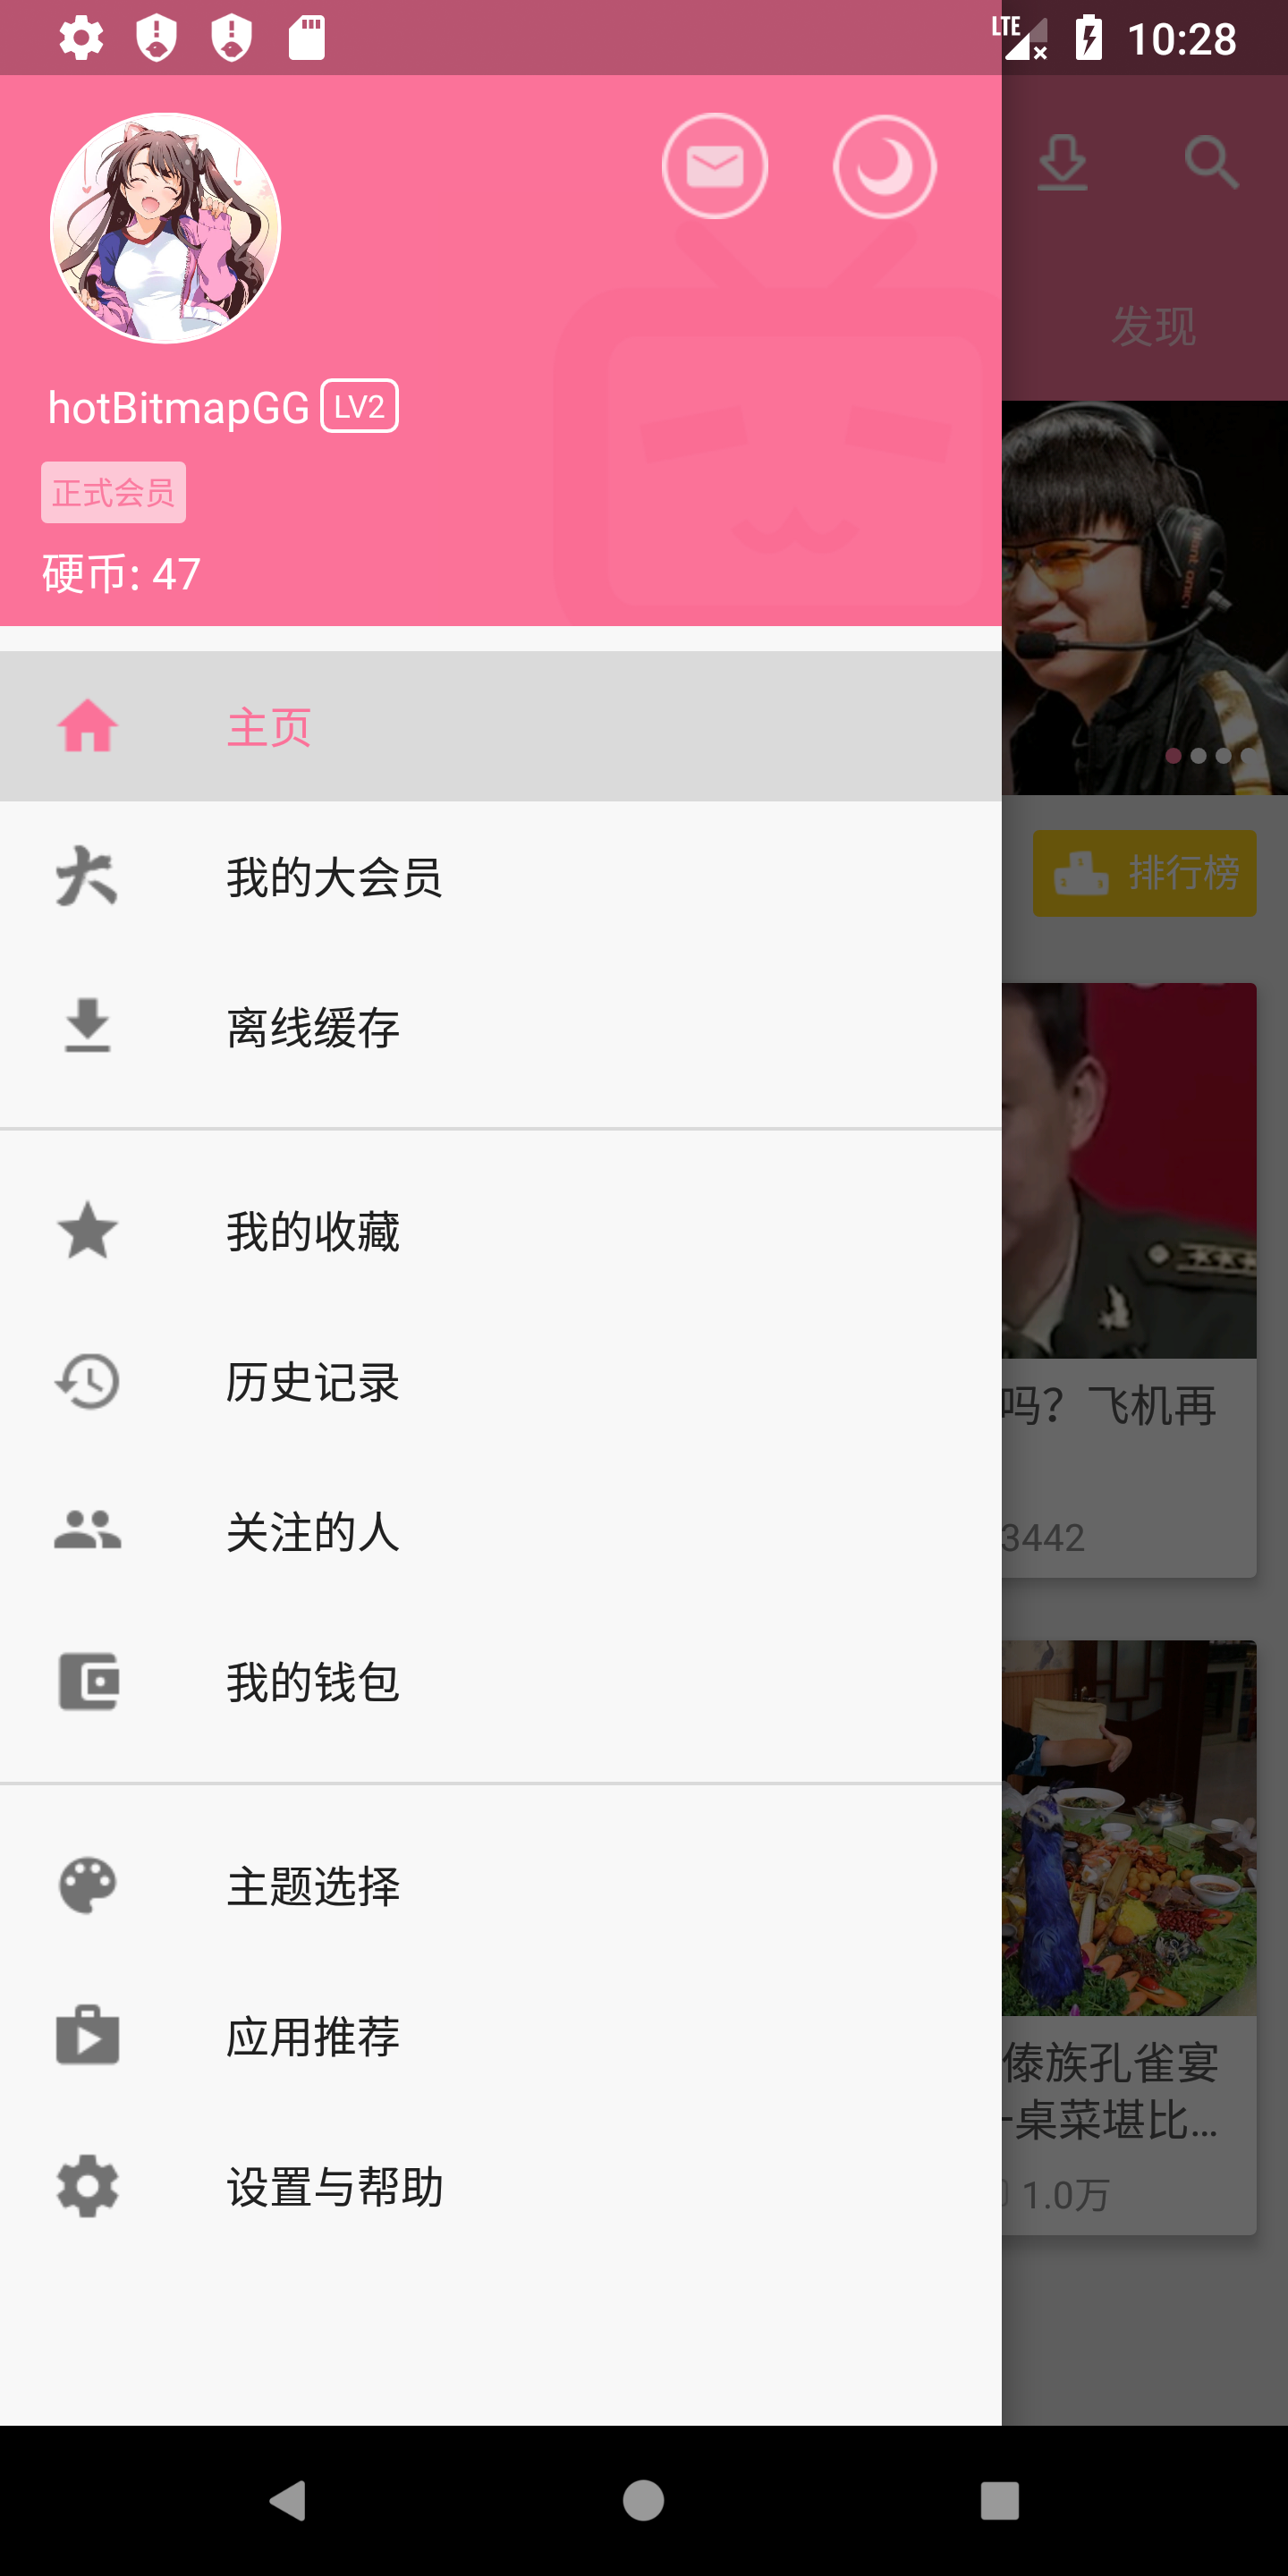 LTE 10:28
发现
hotBitmapGG LV2
正式会员
硬币: 47
主页
我的大会员
排行榜
离线缓存
我的收藏
历史记录
吗？飞机再
关注的人
3442
我的钱包
主题选择
应用推荐
傣族孔雀宴
桌菜堪比...
设置与帮助
1.0万